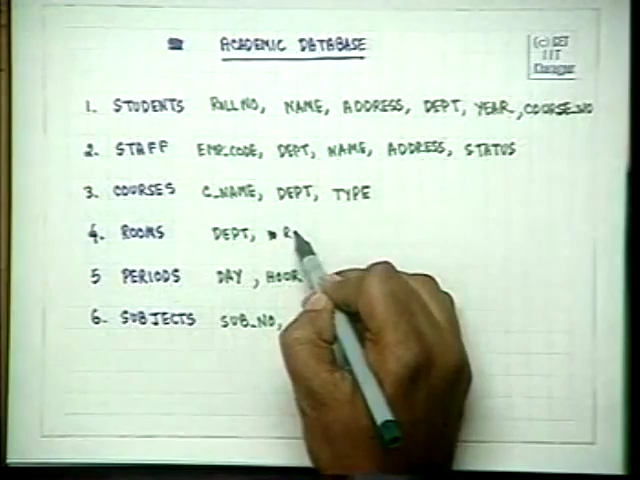 ACADEMIC DATABASE
(c) CET
I I T
Kharagpur
1. STUDENTS ROLLNO, NAME, ADDRESS, DEPT, YEAR, COURSE_NO
2. STAFF EMP_CODE, DEPT, NAME, ADDRESS, STATUS
3. COURSES C_NAME, DEPT, TYPE
4. ROOMS DEPT, R
5 PERIODS DAY, HOUR
6. SUBJECTS SUB_NO,